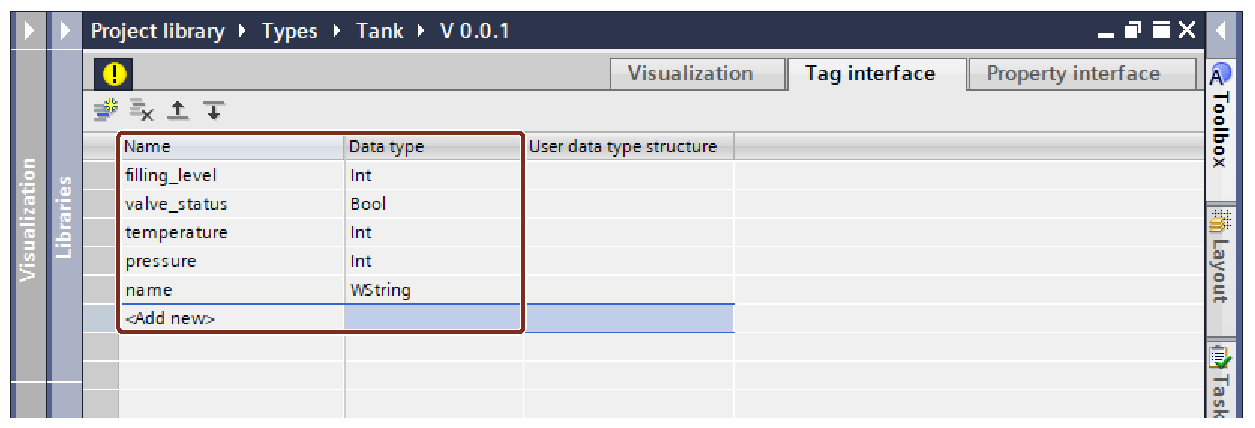 Project library Types Tank V 0.0.1
Visualization Tag interface Property interface
Name Data type User data type structure
filling_level Int
valve_status Bool
temperature Int
pressure Int
name WString
<Add new>
Visualization
Libraries
Toolbox
Layout
Task